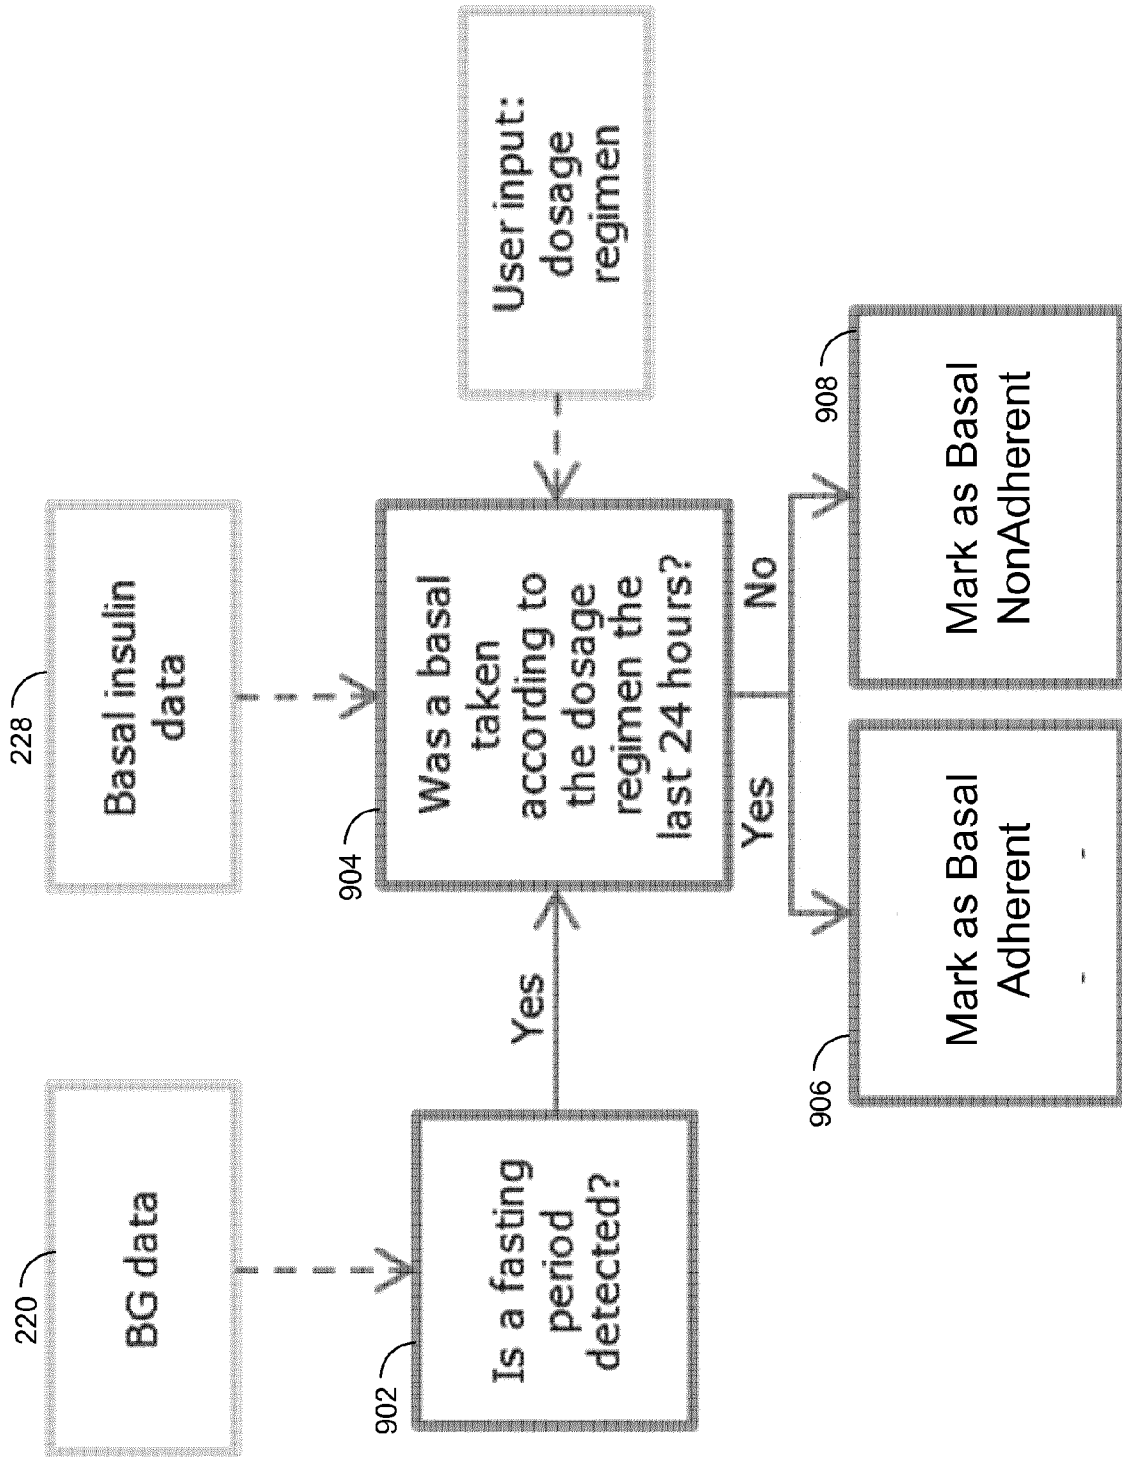 220
BG data
228
Basal insulin
data
902
Is a fasting
period
detected?
Yes
904
Was a basal
taken
according to
the dosage
regimen the
last 24 hours?
User input:
dosage
regimen
Yes
No
906
Mark as Basal
Adherent
908
Mark as Basal
NonAdherent